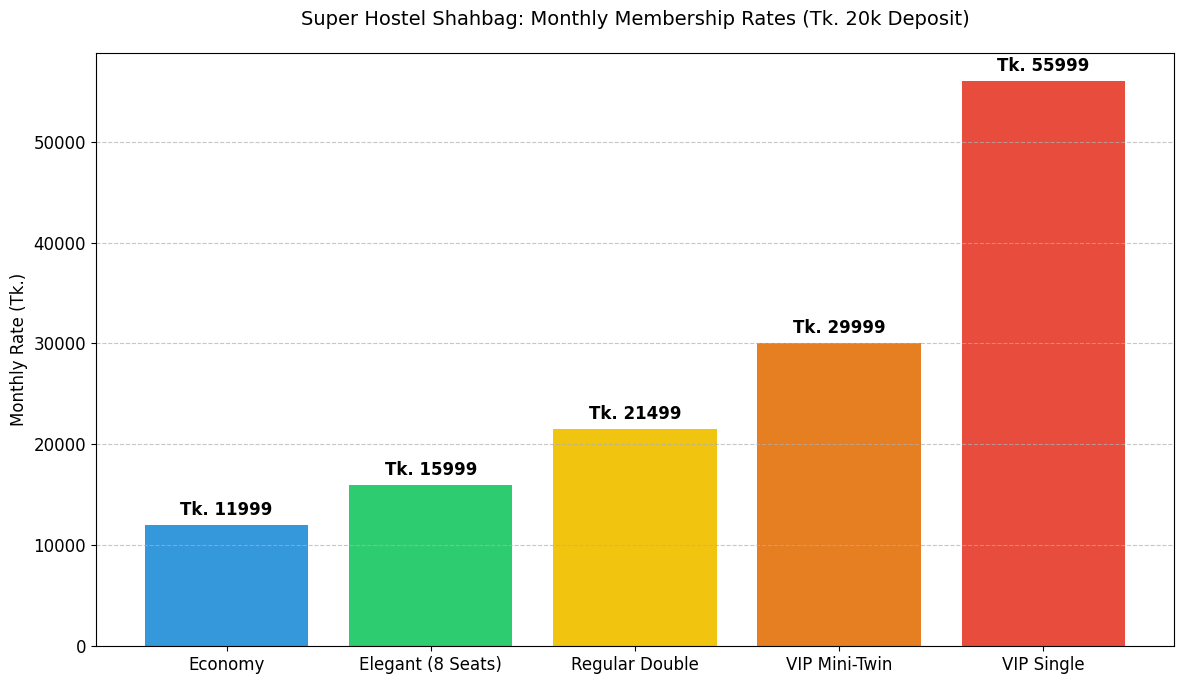 Super Hostel Shahbag: Monthly Membership Rates (Tk. 20k Deposit)
Monthly Rate (Tk.)
50000
40000
30000
20000
10000
0
Tk. 11999
Tk. 15999
Tk. 21499
Tk. 29999
Tk. 55999
Economy
Elegant (8 Seats)
Regular Double
VIP Mini-Twin
VIP Single